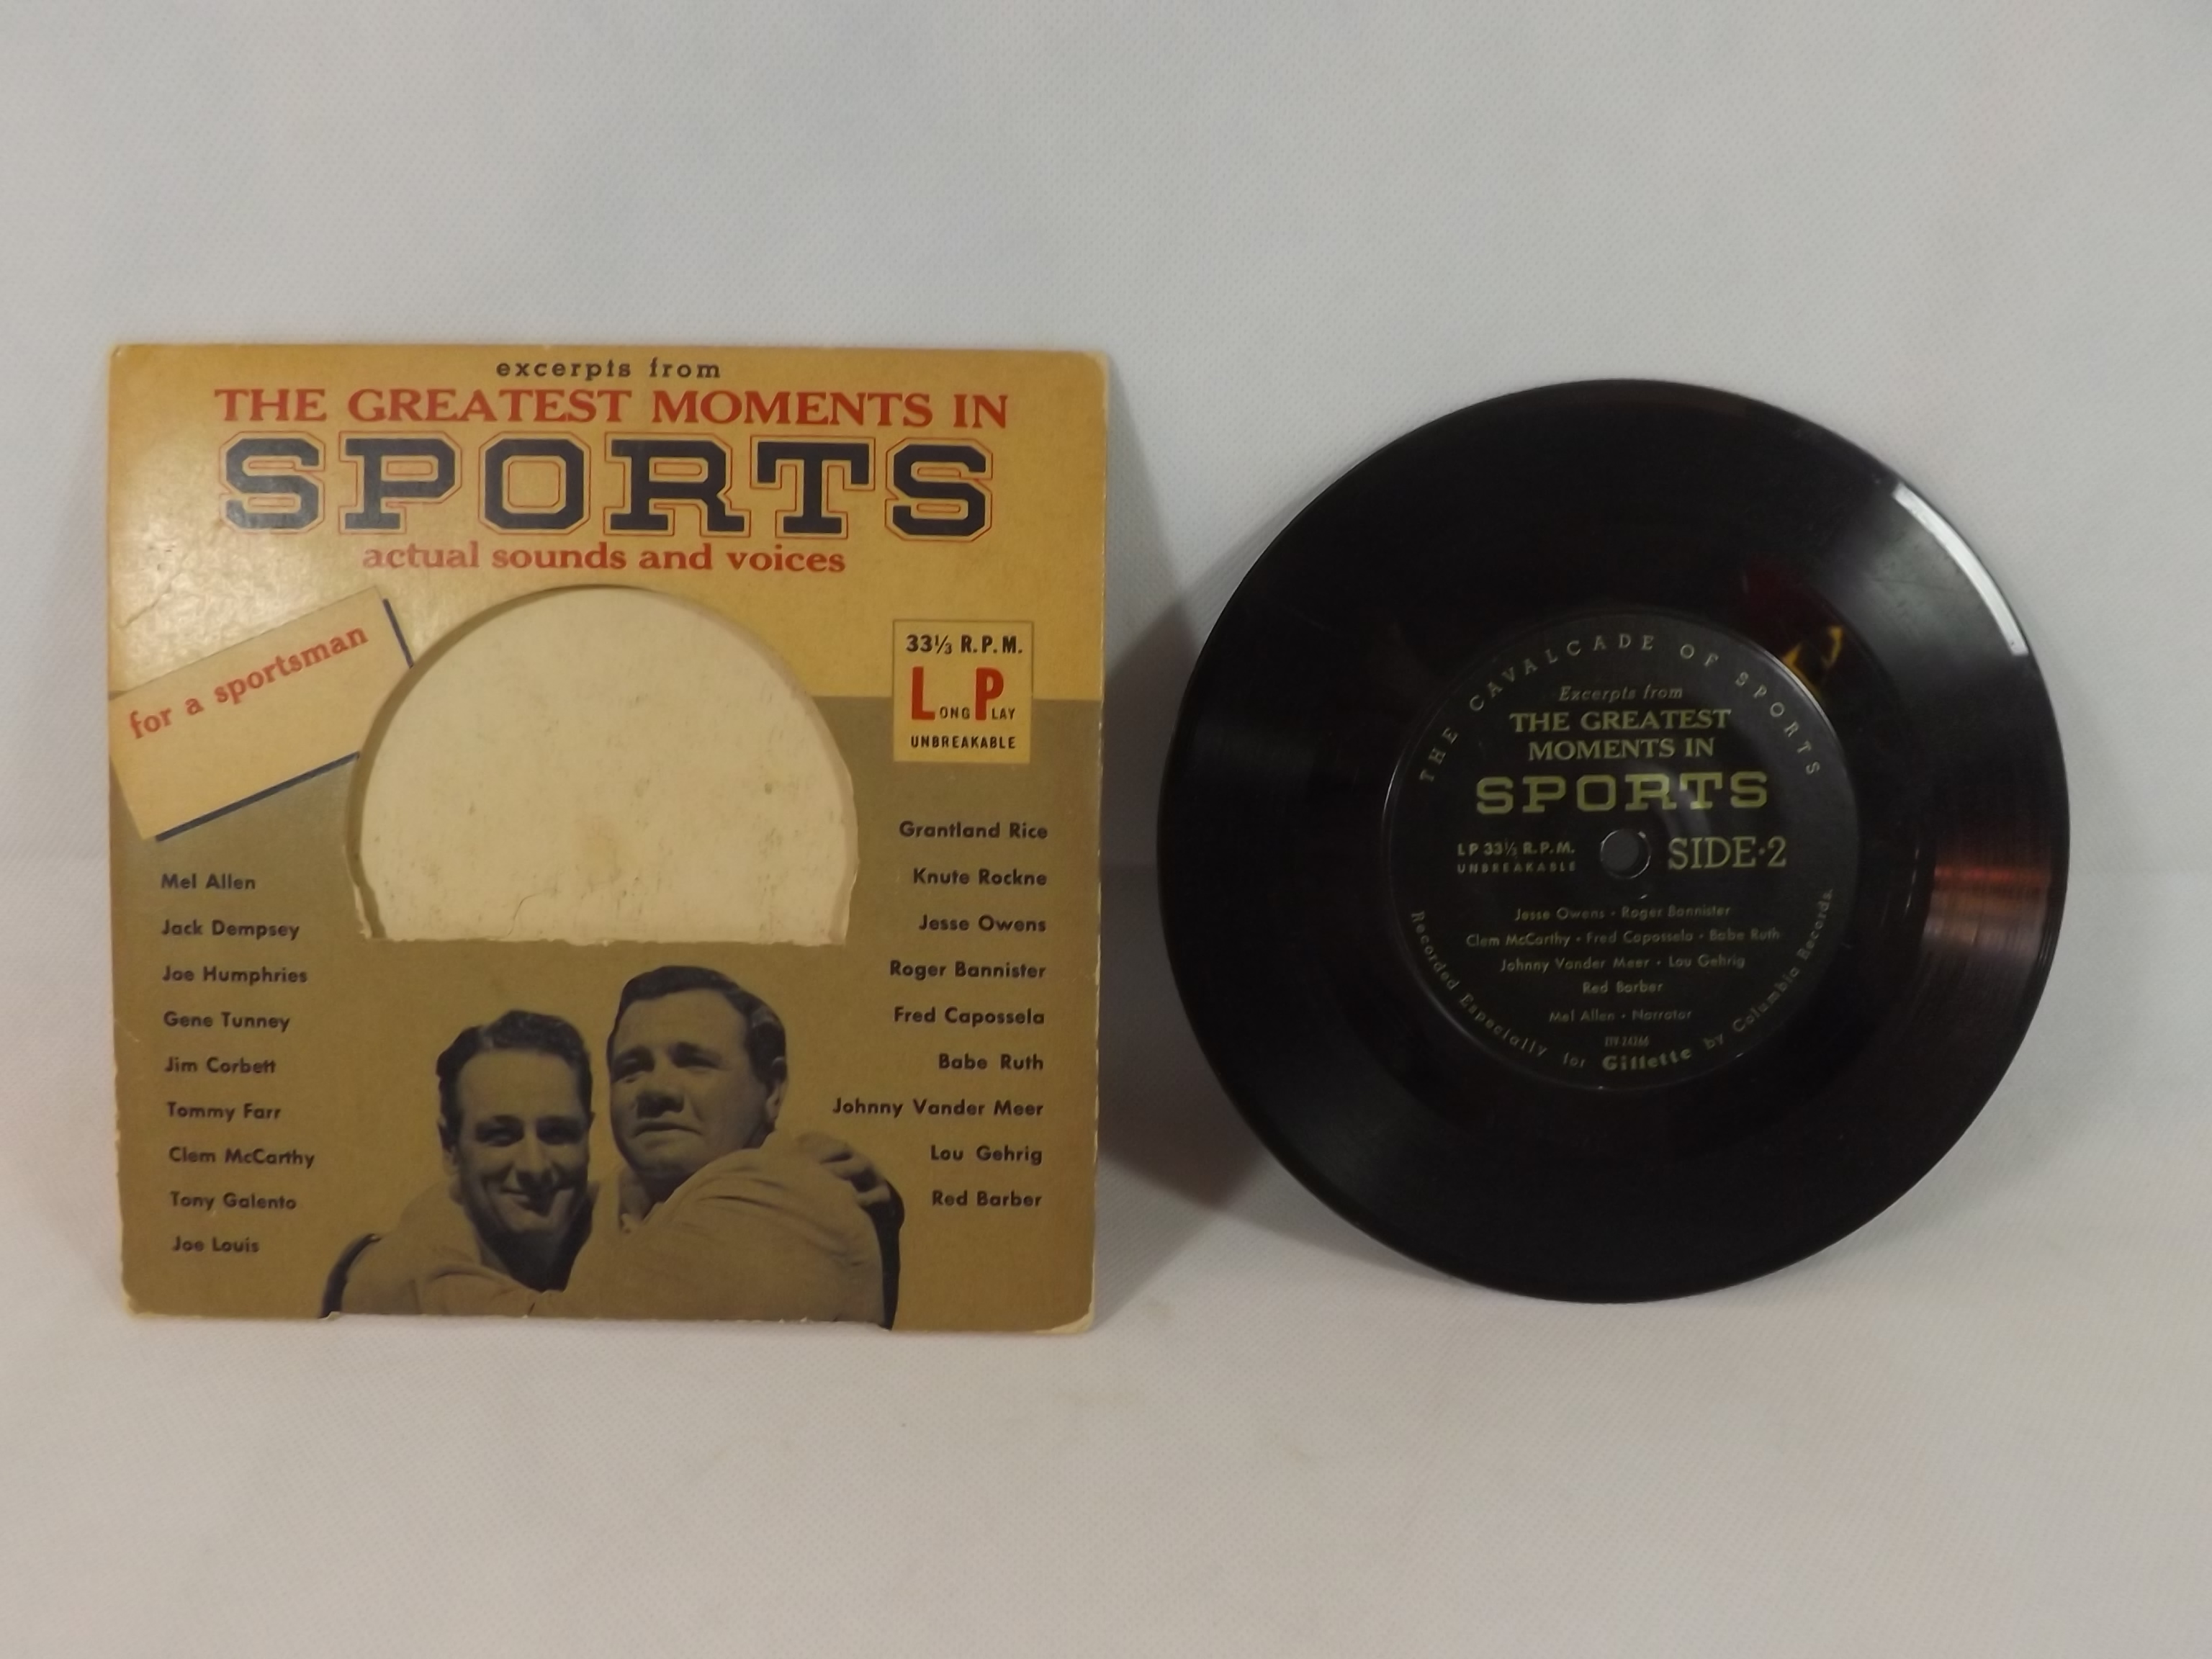 excerpts from
THE GREATEST MOMENTS IN
SPORTS
actual sounds and voices
for a sportsman
33⅓ R.P.M.
LONG PLAY
UNBREAKABLE
Mel Allen
Jack Dempsey
Joe Humphries
Gene Tunney
Jim Corbett
Tommy Farr
Clem McCarthy
Tony Galento
Joe Louis
Grantland Rice
Knute Rockne
Jesse Owens
Roger Bannister
Fred Capossela
Babe Ruth
Johnny Vander Meer
Lou Gehrig
Red Barber
THE CAVALCADE OF SPORTS
Excerpts from
THE GREATEST
MOMENTS IN
SPORTS
LP 33⅓ R.P.M.
UNBREAKABLE
SIDE·2
Jesse Owens · Roger Bannister
Clem McCarthy · Fred Capossela · Babe Ruth
Johnny Vander Meer · Lou Gehrig
Red Barber
Mel Allen · Narrator
Recorded Especially for Gillette by Columbia Records.